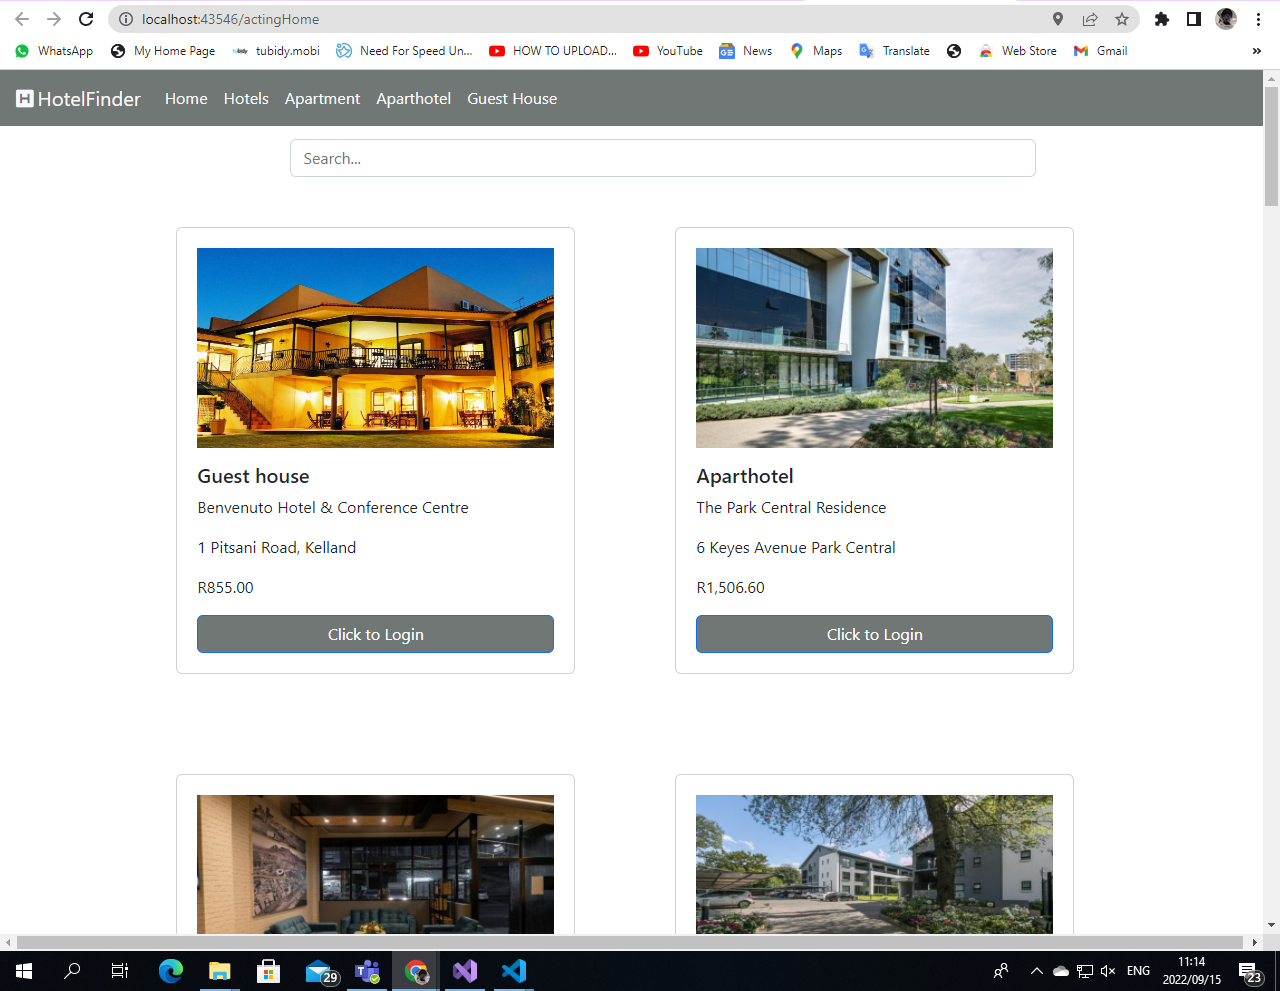 localhost:43546/actingHome
WhatsApp My Home Page tubidy.mobi Need For Speed Un... HOW TO UPLOAD... YouTube News Maps Translate Web Store Gmail »
H HotelFinder Home Hotels Apartment Aparthotel Guest House
Search...
Guest house
Benvenuto Hotel & Conference Centre
1 Pitsani Road, Kelland
R855.00
Click to Login
Aparthotel
The Park Central Residence
6 Keyes Avenue Park Central
R1,506.60
Click to Login
29
ENG
11:14
2022/09/15
23